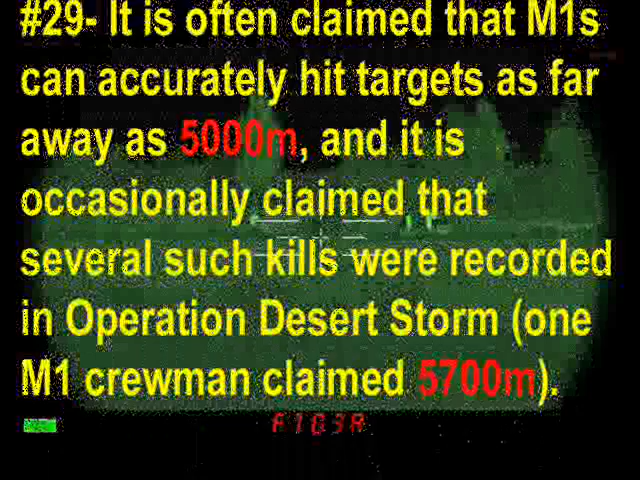 #29- It is often claimed that M1s
can accurately hit targets as far
away as 5000m, and it is
occasionally claimed that
several such kills were recorded
in Operation Desert Storm (one
M1 crewman claimed 5700m).